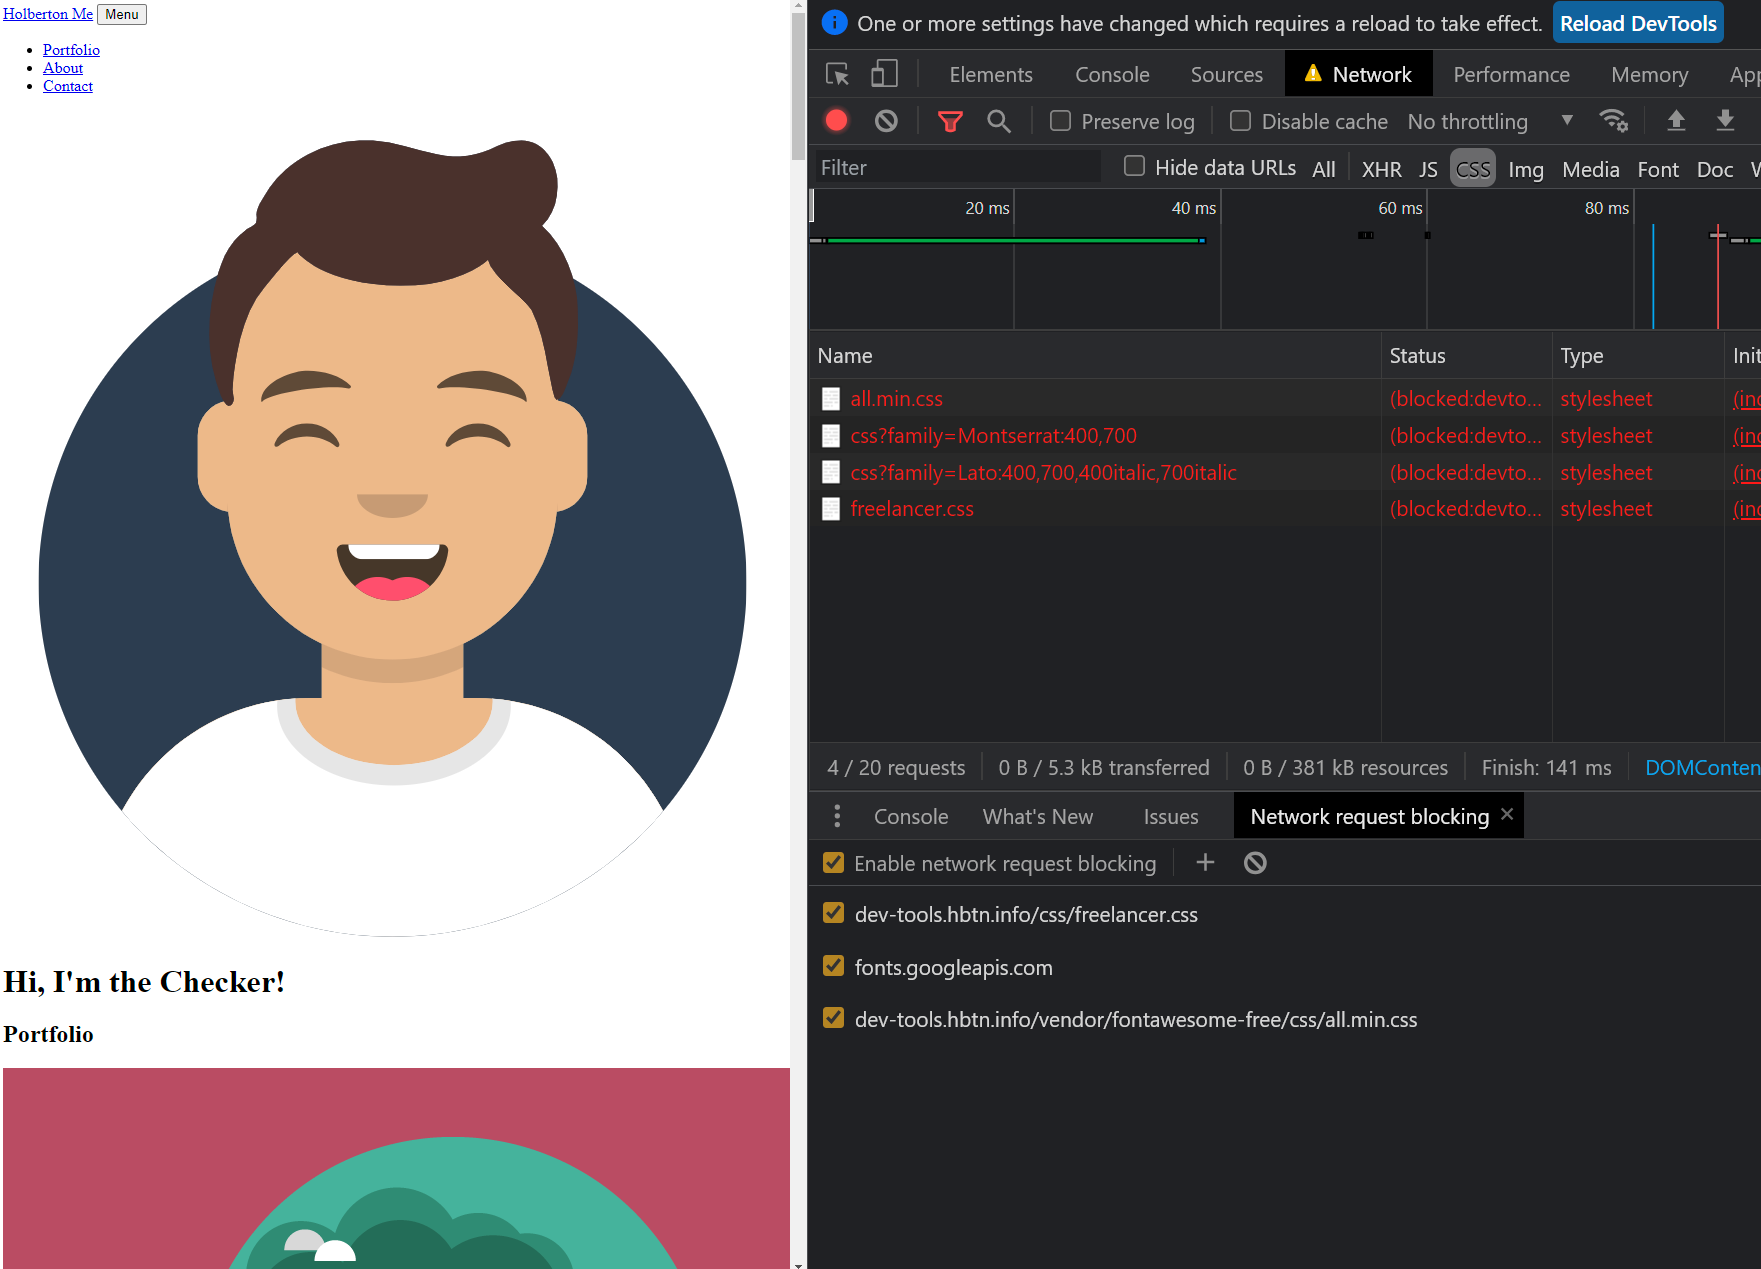 Holberton Me Menu
Portfolio
About
Contact
Hi, I'm the Checker!
Portfolio
One or more settings have changed which requires a reload to take effect. Reload DevTools
Elements Console Sources Network Performance Memory App
Preserve log Disable cache No throttling
Filter Hide data URLs All XHR JS CSS Img Media Font Doc W
20 ms 40 ms 60 ms 80 ms
Name Status Type Init
all.min.css (blocked:devto... stylesheet (ind
css?family=Montserrat:400,700 (blocked:devto... stylesheet (ind
css?family=Lato:400,700,400italic,700italic (blocked:devto... stylesheet (ind
freelancer.css (blocked:devto... stylesheet (ind
4 / 20 requests 0 B / 5.3 kB transferred 0 B / 381 kB resources Finish: 141 ms DOMConten
Console What's New Issues Network request blocking
Enable network request blocking
dev-tools.hbtn.info/css/freelancer.css
fonts.googleapis.com
dev-tools.hbtn.info/vendor/fontawesome-free/css/all.min.css